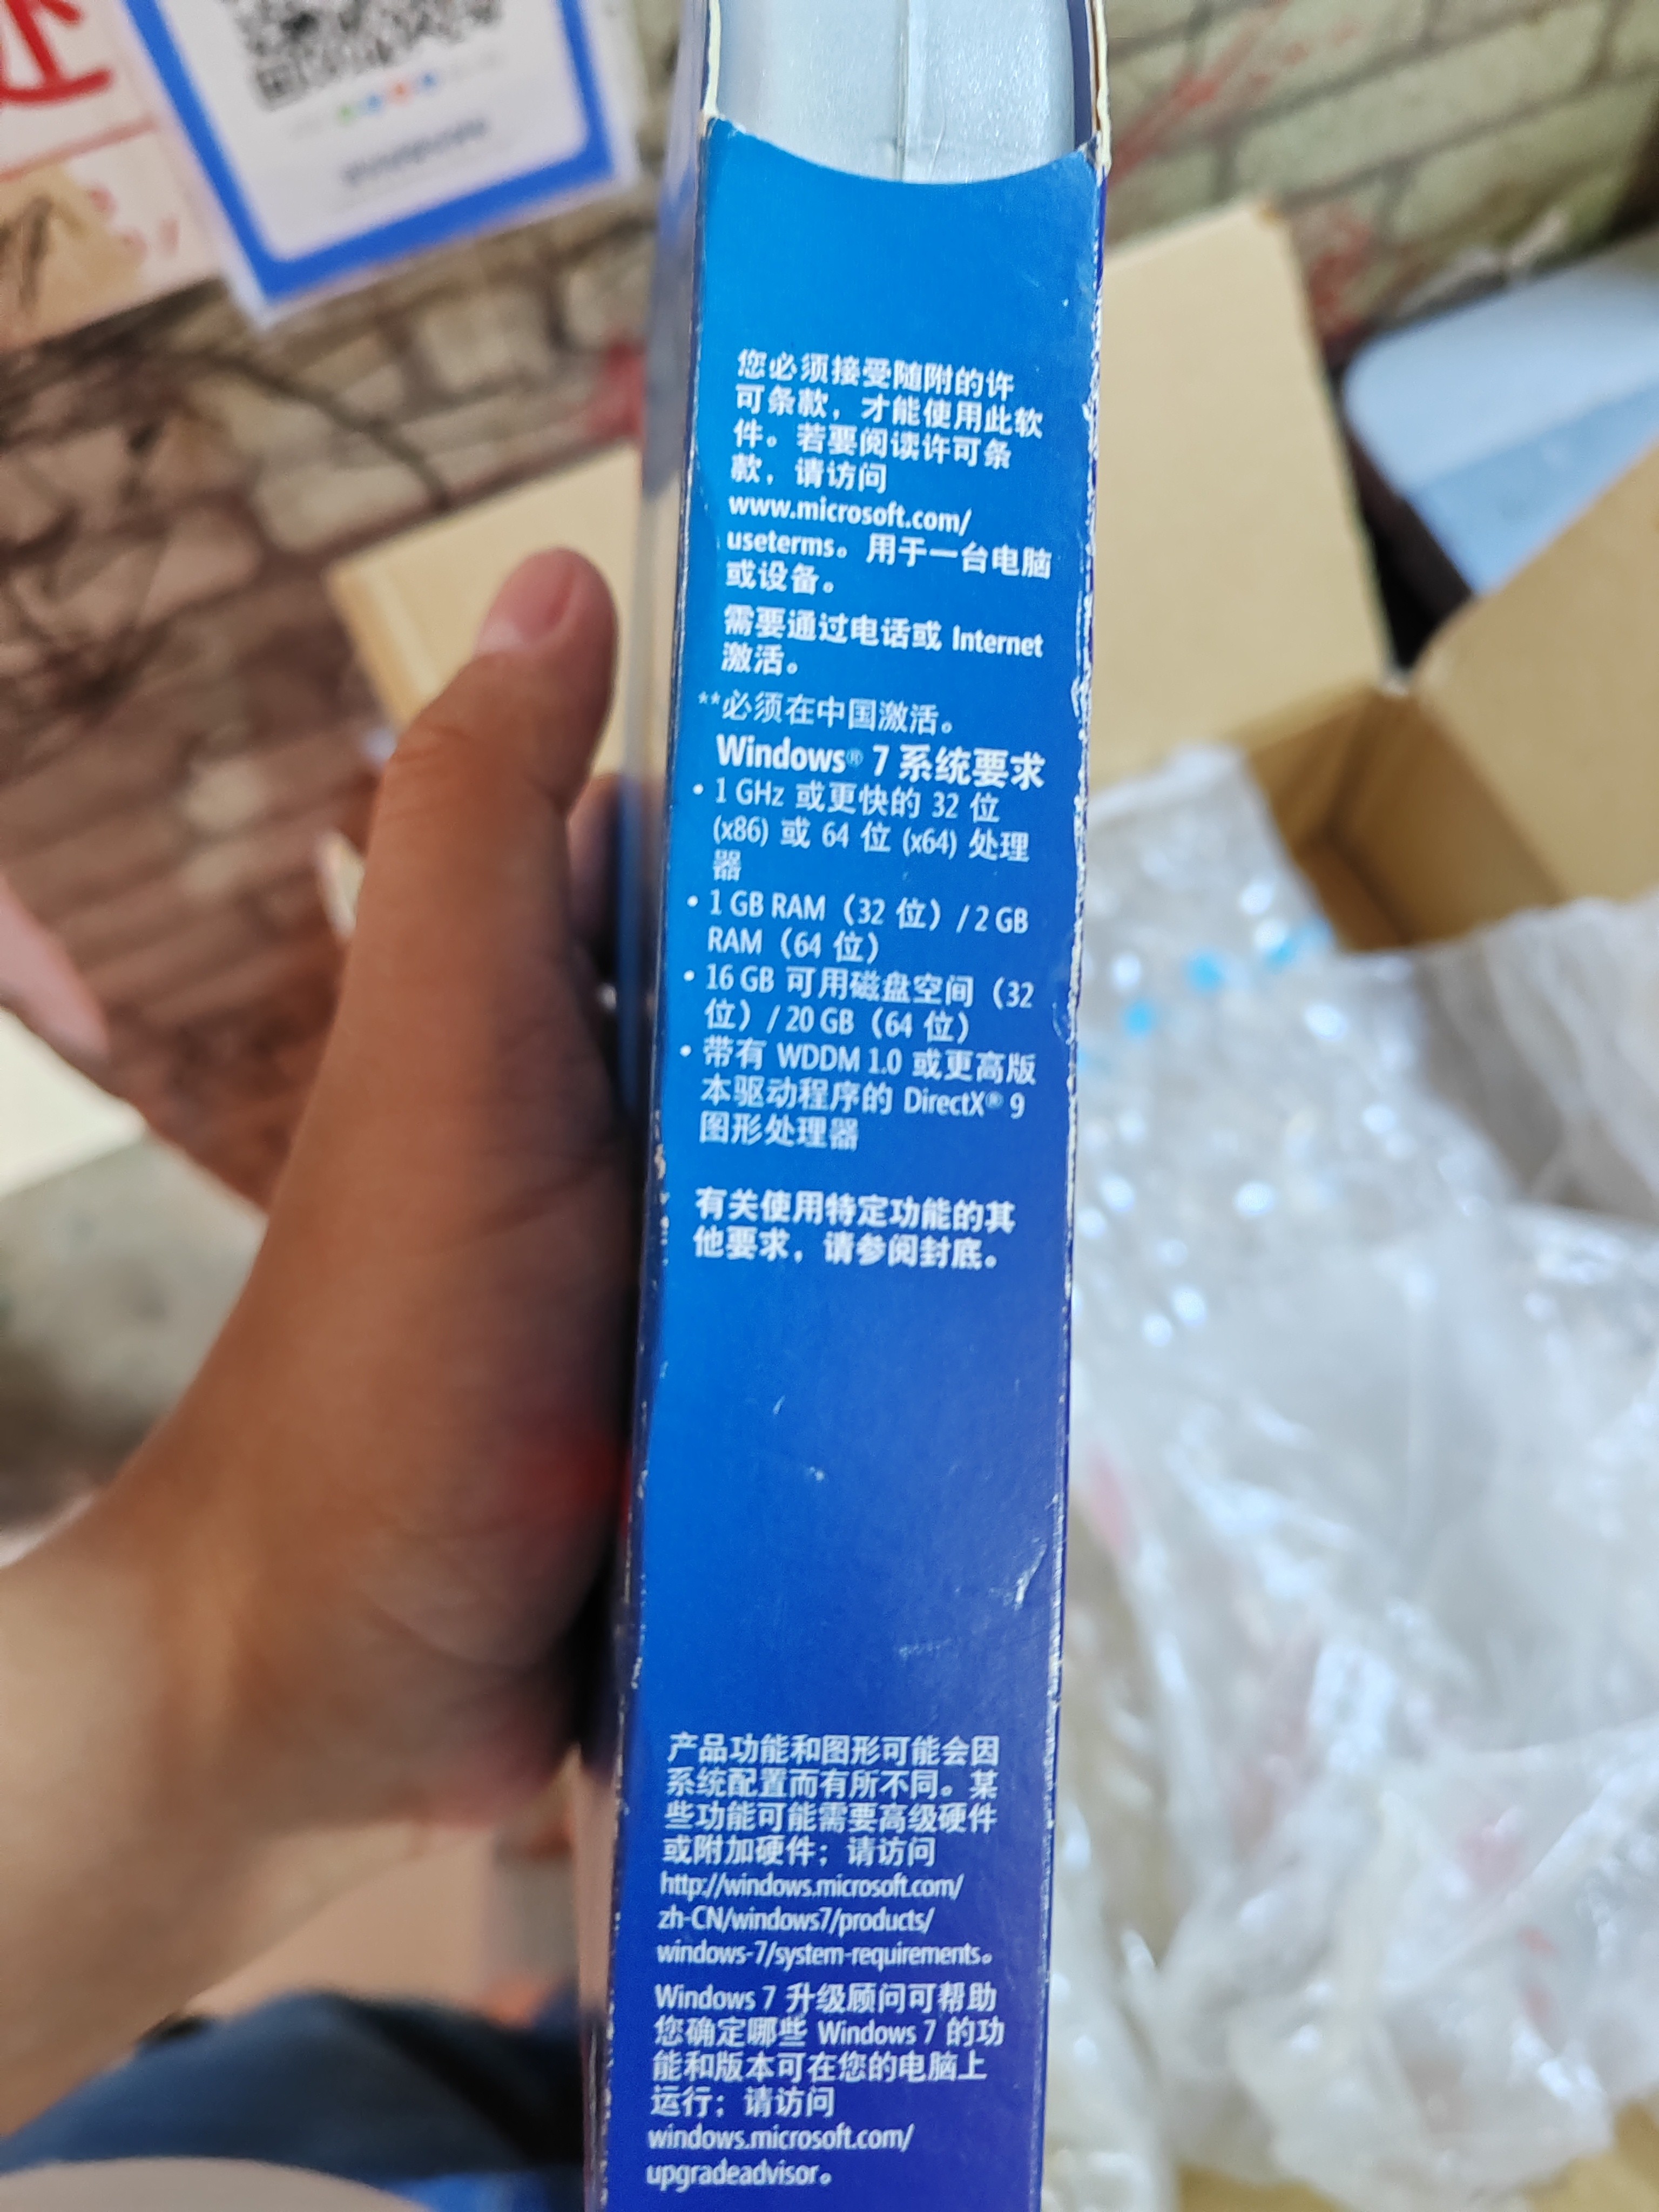 处
您必须接受随附的许
可条款，才能使用此软
件。若要阅读许可条
款，请访问
www.microsoft.com/
useterms。用于一台电脑
或设备。
需要通过电话或 Internet
激活。
**必须在中国激活。
Windows® 7 系统要求
• 1 GHz 或更快的 32 位
(x86) 或 64 位 (x64) 处理
器
• 1 GB RAM（32 位）/ 2 GB
RAM（64 位）
• 16 GB 可用磁盘空间（32
位）/ 20 GB（64 位）
• 带有 WDDM 1.0 或更高版
本驱动程序的 DirectX® 9
图形处理器
有关使用特定功能的其
他要求，请参阅封底。
产品功能和图形可能会因
系统配置而有所不同。某
些功能可能需要高级硬件
或附加硬件；请访问
http://windows.microsoft.com/
zh-CN/windows7/products/
windows-7/system-requirements。
Windows 7 升级顾问可帮助
您确定哪些 Windows 7 的功
能和版本可在您的电脑上
运行；请访问
windows.microsoft.com/
upgradeadvisor。